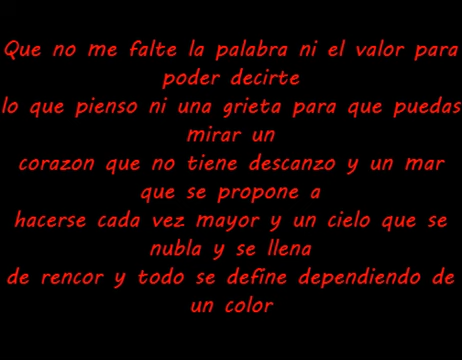 Que no me falte la palabra ni el valor para
poder decirte
lo que pienso ni una grieta para que puedas
mirar un
corazon que no tiene descanzo y un mar
que se propone a
hacerse cada vez mayor y un cielo que se
nubla y se llena
de rencor y todo se define dependiendo de
un color